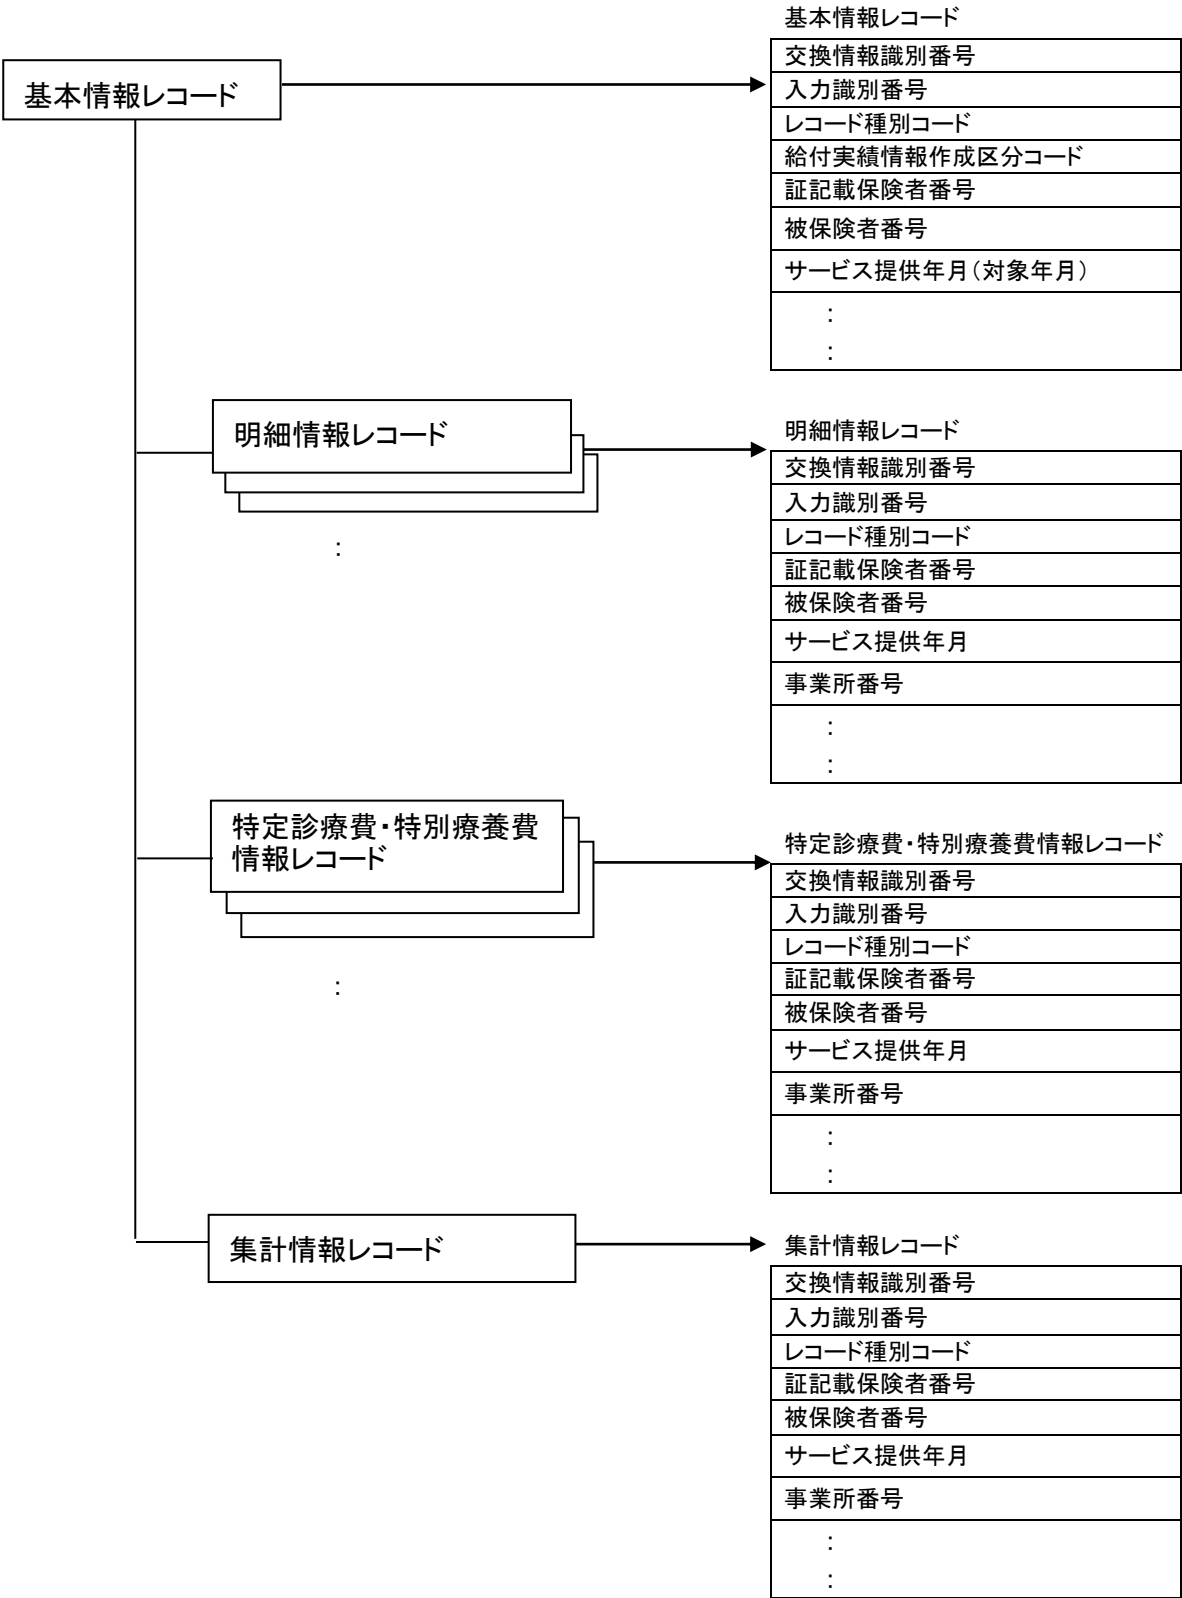 基本情報レコード
基本情報レコード
交換情報識別番号
入力識別番号
レコード種別コード
給付実績情報作成区分コード
証記載保険者番号
被保険者番号
サービス提供年月(対象年月)
:
:
明細情報レコード
:
明細情報レコード
交換情報識別番号
入力識別番号
レコード種別コード
証記載保険者番号
被保険者番号
サービス提供年月
事業所番号
:
:
特定診療費・特別療養費
情報レコード
:
特定診療費・特別療養費情報レコード
交換情報識別番号
入力識別番号
レコード種別コード
証記載保険者番号
被保険者番号
サービス提供年月
事業所番号
:
:
集計情報レコード
集計情報レコード
交換情報識別番号
入力識別番号
レコード種別コード
証記載保険者番号
被保険者番号
サービス提供年月
事業所番号
:
: